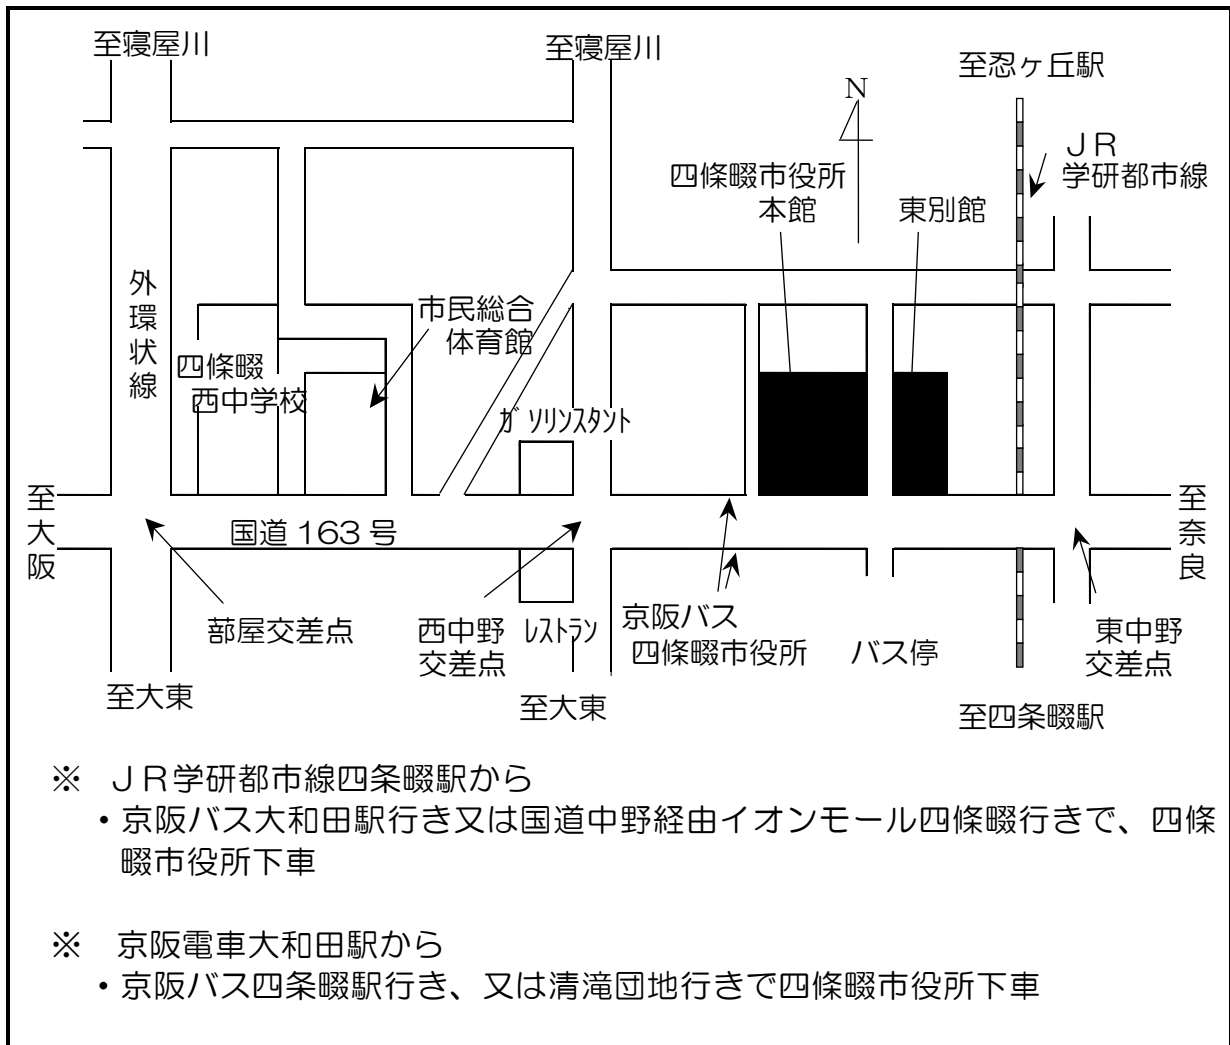 至寝屋川
至寝屋川
至忍ヶ丘駅
N
ＪＲ
学研都市線
四條畷市役所
本館
東別館
外環状線
市民総合
体育館
四條畷
西中学校
ｶﾞｿﾘﾝｽﾀﾝﾄ
至大阪
国道 163 号
至奈良
部屋交差点
西中野
交差点
ﾚｽﾄﾗﾝ
京阪バス
四條畷市役所　バス停
東中野
交差点
至大東
至大東
至四条畷駅
※　ＪＲ学研都市線四条畷駅から
・京阪バス大和田駅行き又は国道中野経由イオンモール四條畷行きで、四條
畷市役所下車
※　京阪電車大和田駅から
・京阪バス四条畷駅行き、又は清滝団地行きで四條畷市役所下車